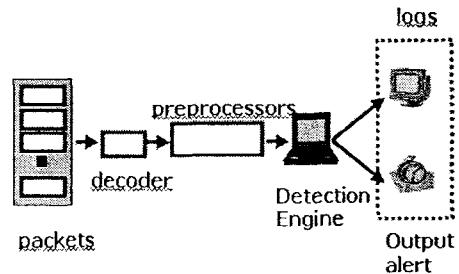 logs
preprocessors
decoder
Detection
Engine
packets
Output
alert